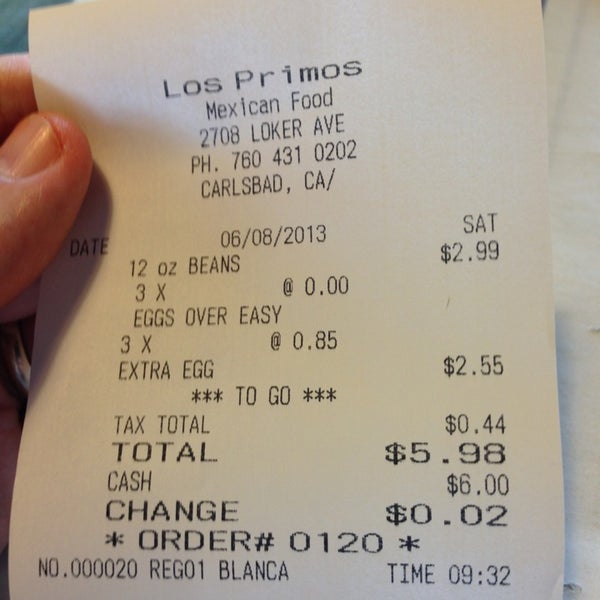 Los Primos
Mexican Food
2708 LOKER AVE
PH. 760 431 0202
CARLSBAD, CA/
DATE 06/08/2013 SAT
12 oz BEANS $2.99
3 X @ 0.00
EGGS OVER EASY
3 X @ 0.85
EXTRA EGG $2.55
*** TO GO ***
TAX TOTAL $0.44
TOTAL $5.98
CASH $6.00
CHANGE $0.02
* ORDER# 0120 *
NO.000020 REG01 BLANCA TIME 09:32